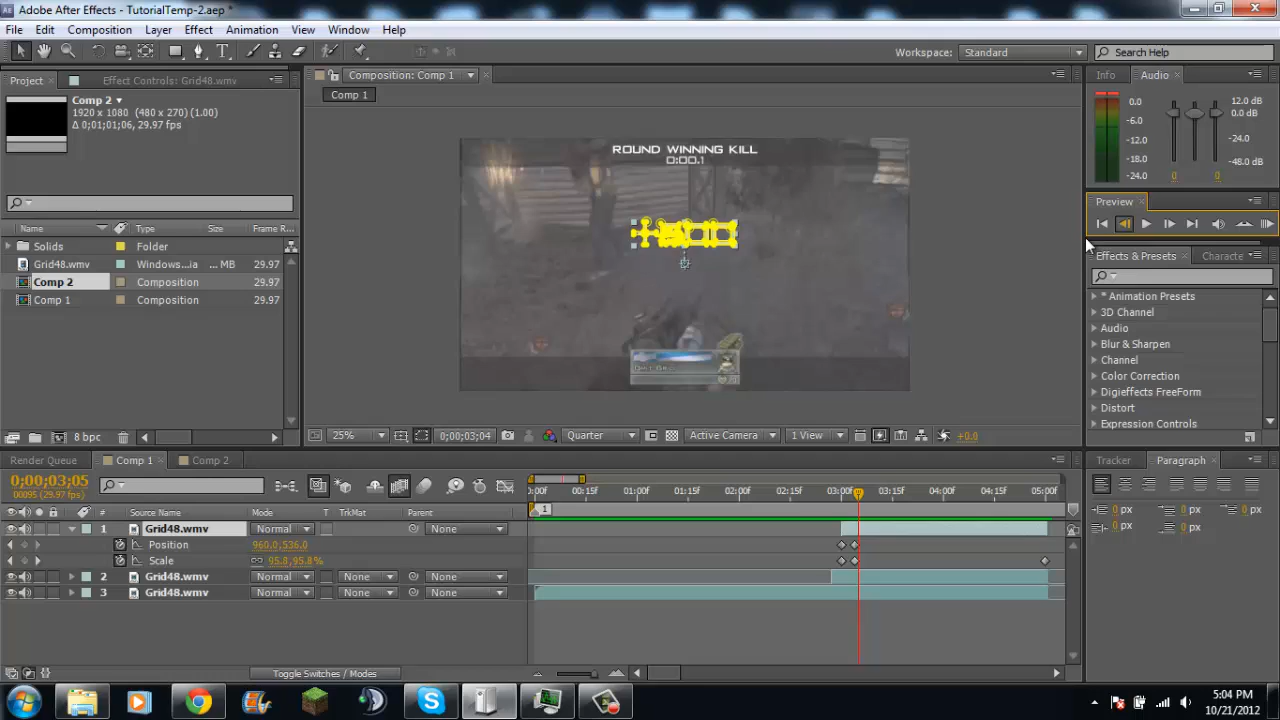 Adobe After Effects - TutorialTemp-2.aep *
File Edit Composition Layer Effect Animation View Window Help
Workspace: Standard Search Help
Project Effect Controls: Grid48.wmv Composition: Comp 1 Info Audio
Comp 2
1920 x 1080 (480 x 270) (1.00)
Δ 0;01;01;06, 29.97 fps
Comp 1
0.0 12.0 dB
-6.0 0.0 dB
-12.0 -24.0
-18.0 -48.0 dB
-24.0 0 0
ROUND WINNING KILL
0:00.1
Preview
Name Type Size Frame R
Solids Folder
Grid48.wmv Windows...ia ... MB 29.97
Comp 2 Composition 29.97
Comp 1 Composition 29.97
Effects & Presets Characte
* Animation Presets
3D Channel
Audio
Blur & Sharpen
Channel
Color Correction
Digieffects FreeForm
Distort
Expression Controls
8 bpc 25% 0;00;03;04 Quarter Active Camera 1 View +0.0
Render Queue Comp 1 Comp 2 Tracker Paragraph
0;00;03;05
00095 (29.97 fps)
:00f 00:15f 01:00f 01:15f 02:00f 02:15f 03:00f 03:15f 04:00f 04:15f 05:00f
# Source Name Mode T TrkMat Parent 1
1 Grid48.wmv Normal None
Position 960.0,536.0
Scale 95.8,95.8%
2 Grid48.wmv Normal None None
3 Grid48.wmv Normal None None
0 px 0 px 0 px
0 px 0 px
Toggle Switches / Modes
5:04 PM
10/21/2012